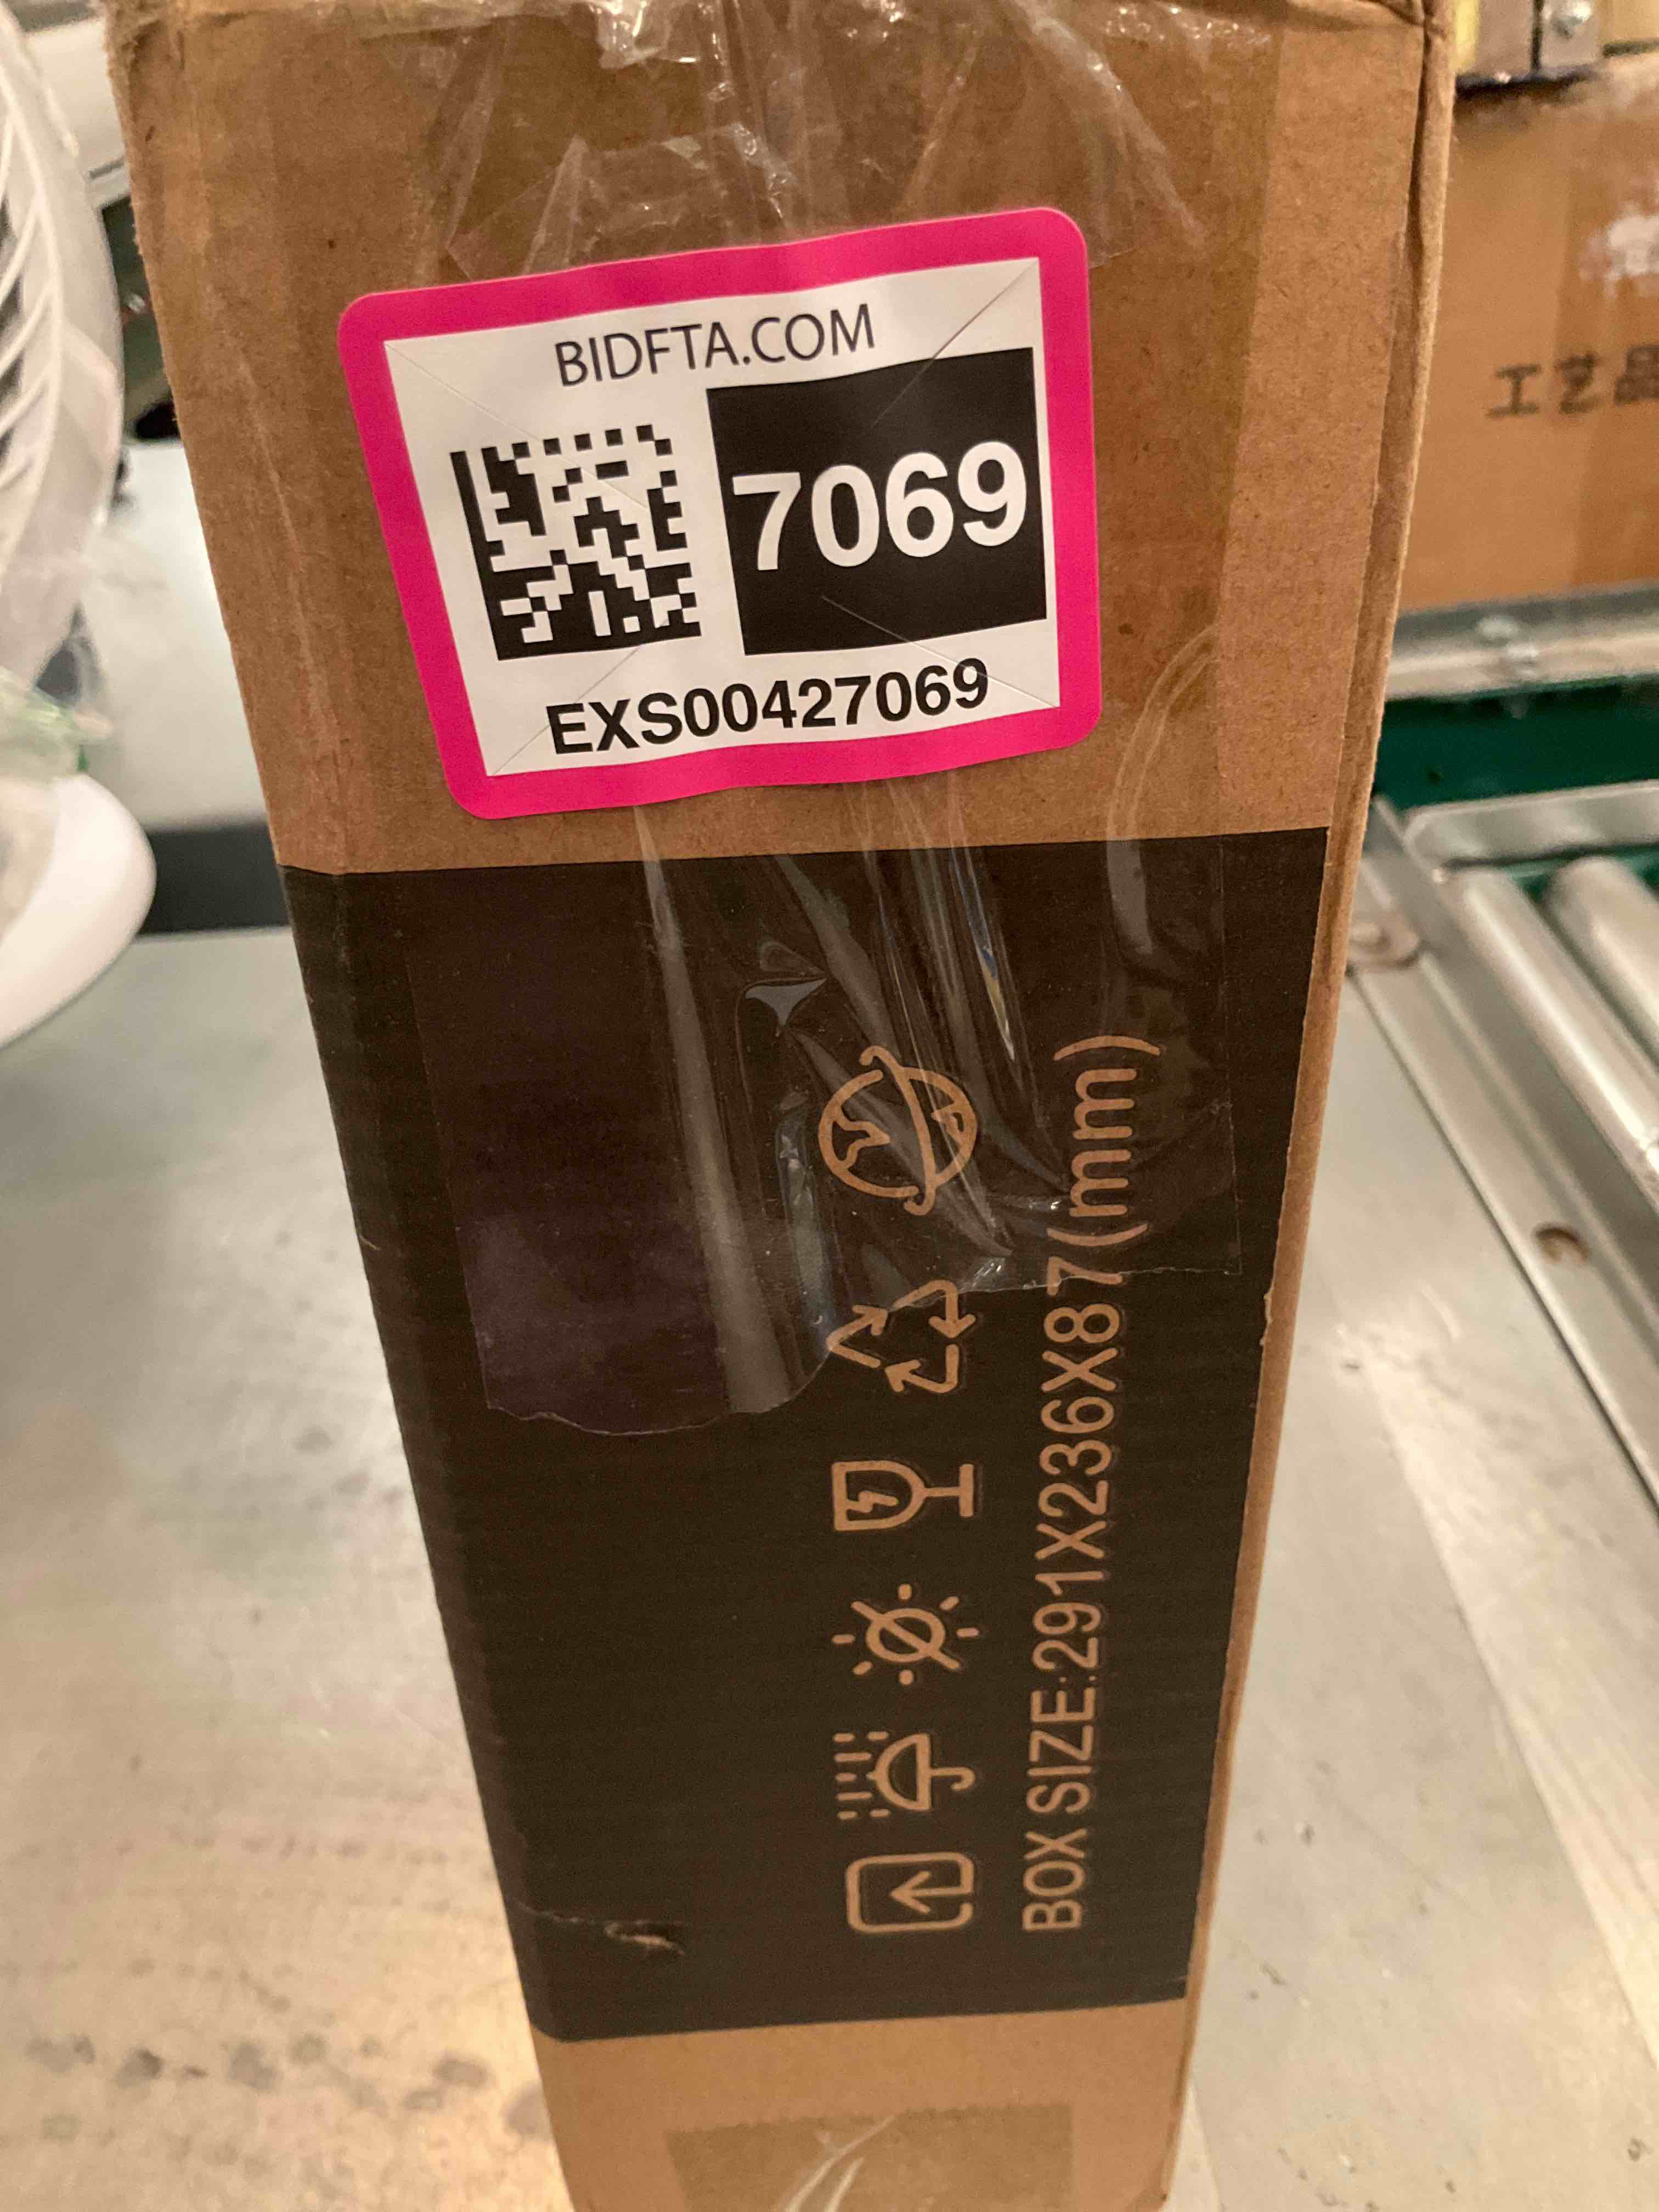 BIDFTA.COM
7069
EXS00427069
工艺品
BOX SIZE:291X236X87(mm)